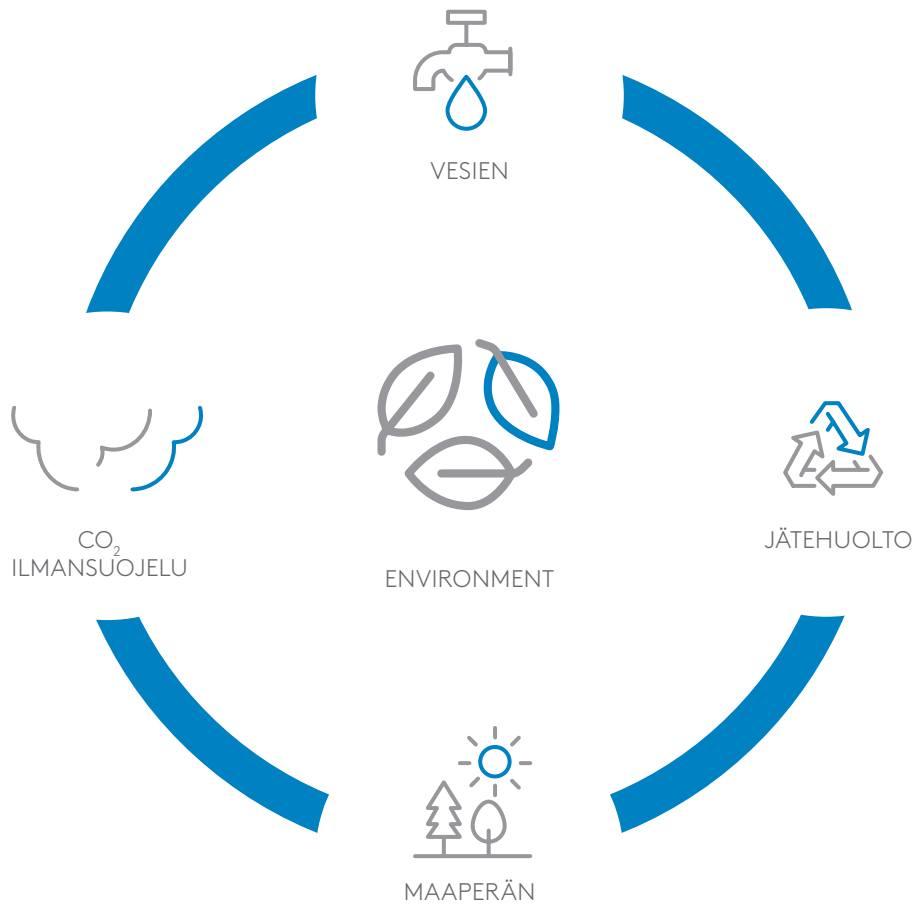 VESIEN
CO₂
ILMANSUOJELU
ENVIRONMENT
JÄTEHUOLTO
MAAPERÄN